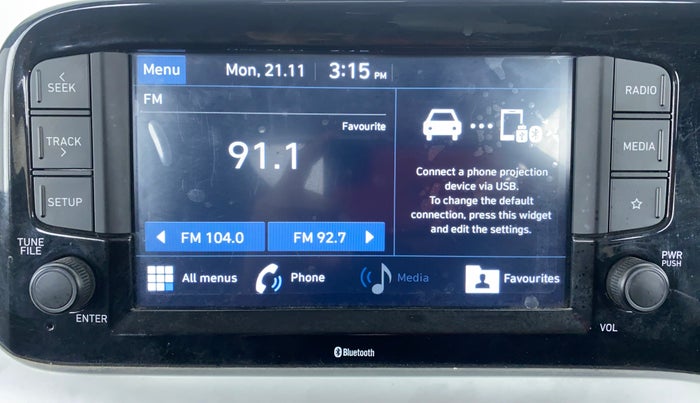 < SEEK
TRACK >
SETUP
TUNE
FILE
ENTER
Menu
Mon, 21.11
3:15 PM
FM
Favourite
91.1
FM 104.0
FM 92.7
Connect a phone projection
device via USB.
To change the default
connection, press this widget
and edit the settings.
All menus
Phone
Media
Favourites
RADIO
MEDIA
PWR
PUSH
VOL
Bluetooth